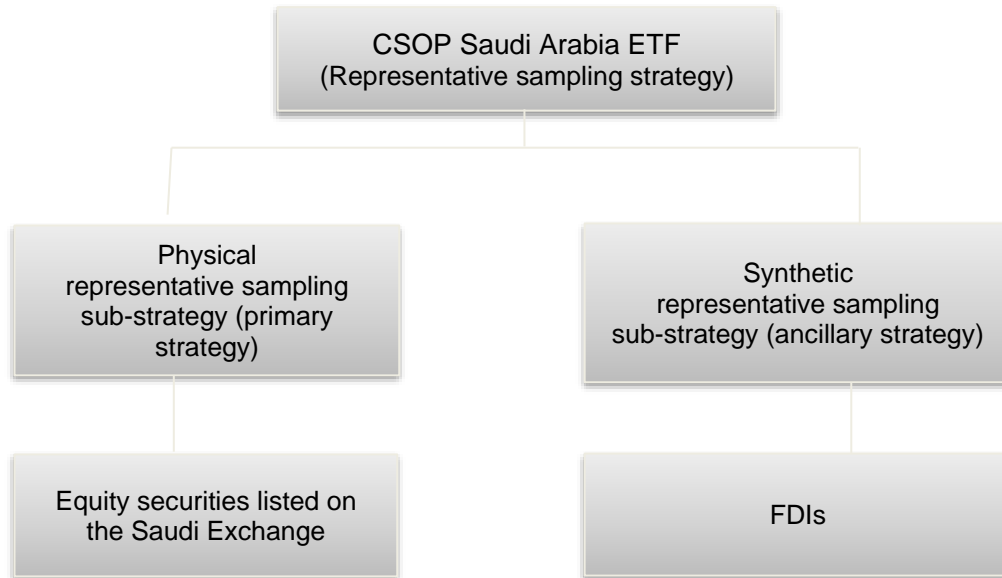 CSOP Saudi Arabia ETF
(Representative sampling strategy)
Physical
representative sampling
sub-strategy (primary
strategy)
Synthetic
representative sampling
sub-strategy (ancillary strategy)
Equity securities listed on
the Saudi Exchange
FDIs